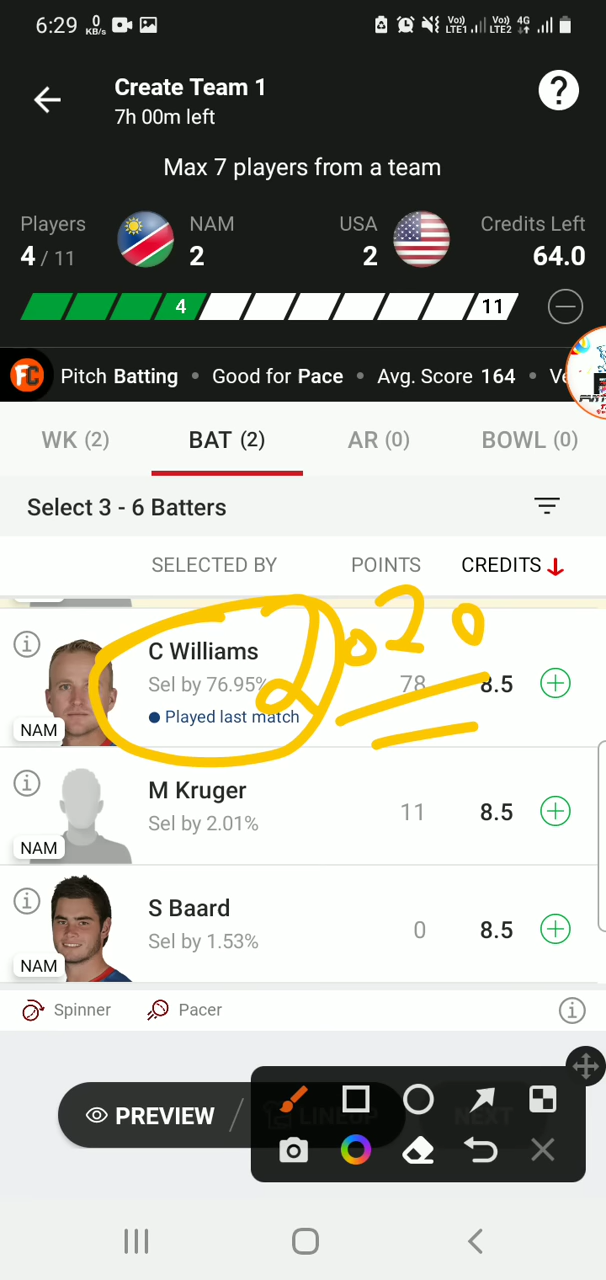 6:29 0 KB/s Vo)) LTE1 Vo)) LTE2 4G
Create Team 1
7h 00m left
?
Max 7 players from a team
Players NAM USA Credits Left
4 / 11 2 2 64.0
4 11
FC Pitch Batting • Good for Pace • Avg. Score 164 •
WK (2) BAT (2) AR (0) BOWL (0)
Select 3 - 6 Batters
SELECTED BY POINTS CREDITS
2020
C Williams
Sel by 76.95% 78 8.5
Played last match
NAM
M Kruger
Sel by 2.01% 11 8.5
NAM
S Baard
Sel by 1.53% 0 8.5
NAM
Spinner Pacer
PREVIEW / LINEUP NEXT